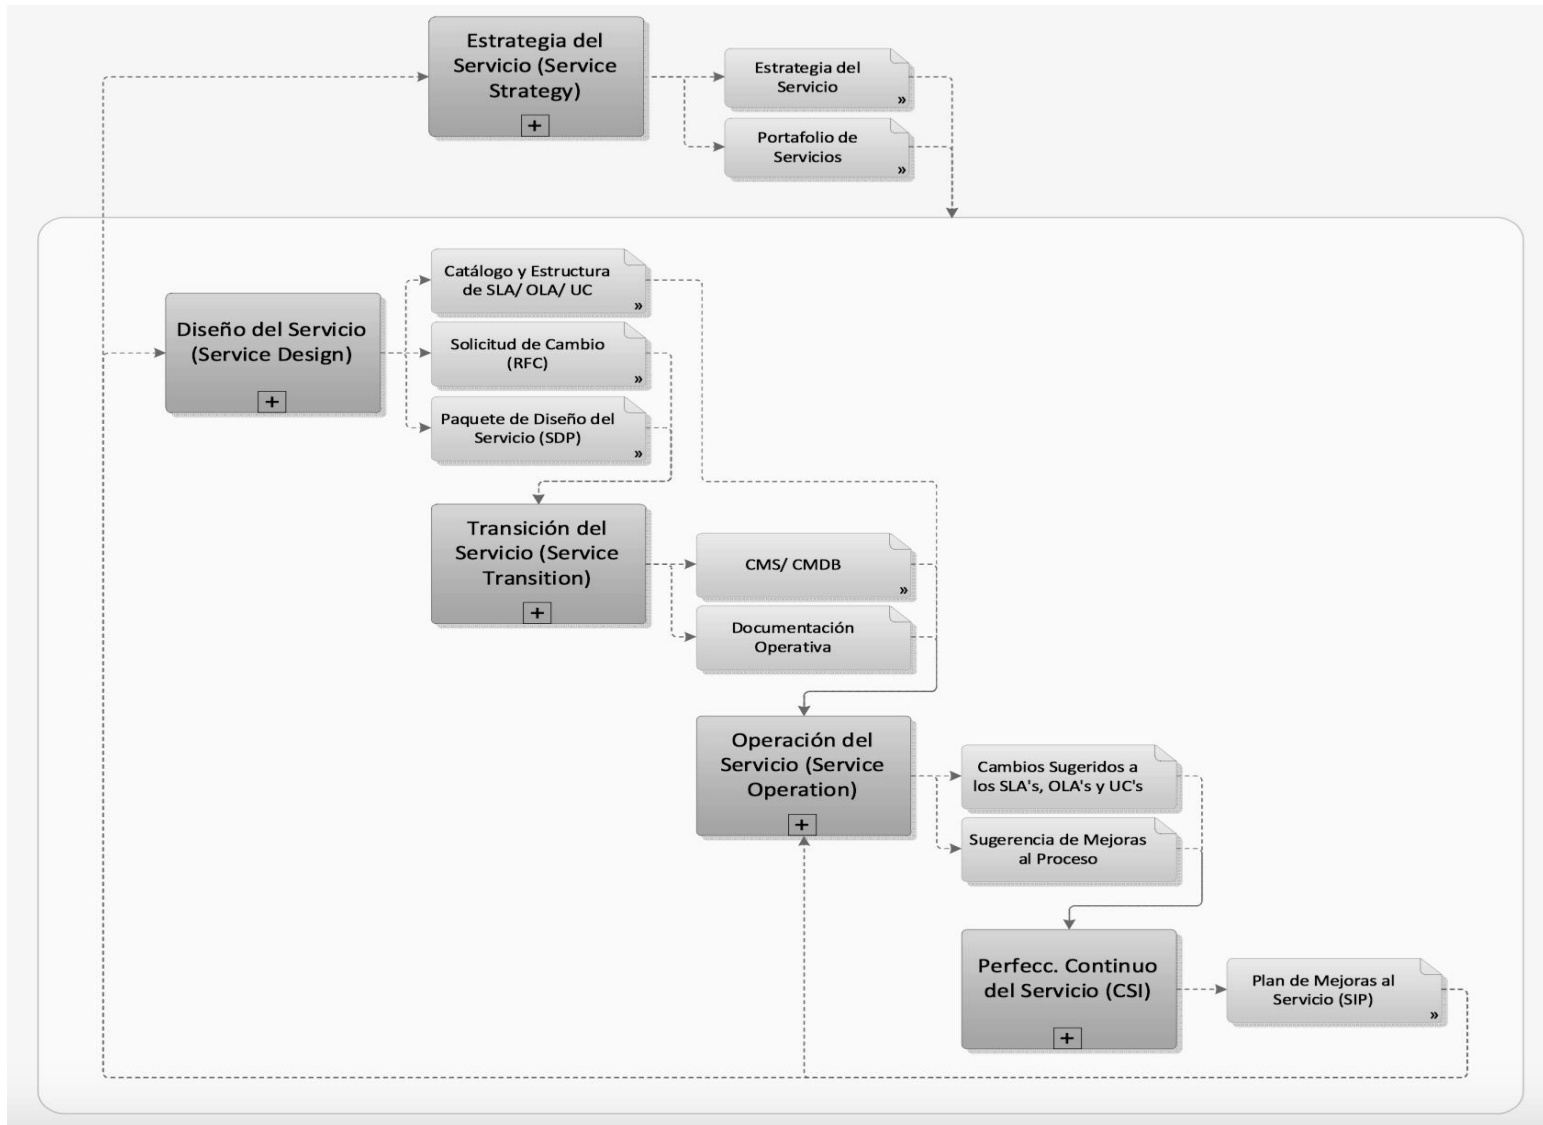 Estrategia del
Servicio (Service
Strategy)
+
Estrategia del
Servicio
»
Portafolio de
Servicios
»
Diseño del Servicio
(Service Design)
+
Catálogo y Estructura
de SLA/ OLA/ UC
»
Solicitud de Cambio
(RFC)
»
Paquete de Diseño del
Servicio (SDP)
»
Transición del
Servicio (Service
Transition)
+
CMS/ CMDB
»
Documentación
Operativa
Operación del
Servicio (Service
Operation)
+
Cambios Sugeridos a
los SLA's, OLA's y UC's
Sugerencia de Mejoras
al Proceso
Perfecc. Continuo
del Servicio (CSI)
+
Plan de Mejoras al
Servicio (SIP)
»